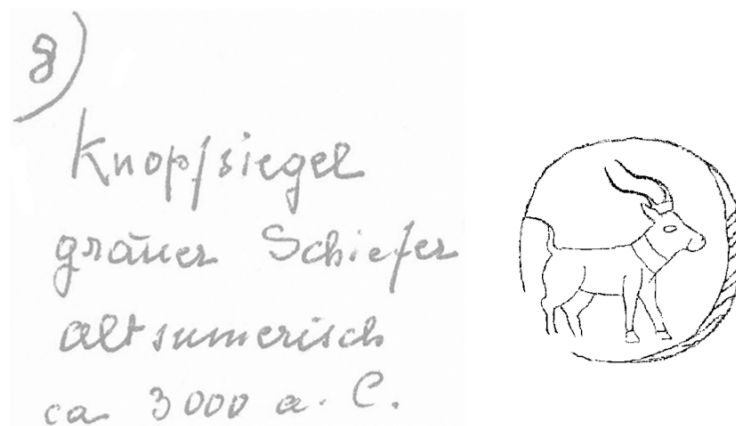 8)
Knopfsiegel
grauer Schiefer
altsumerisch
ca 3000 a. C.